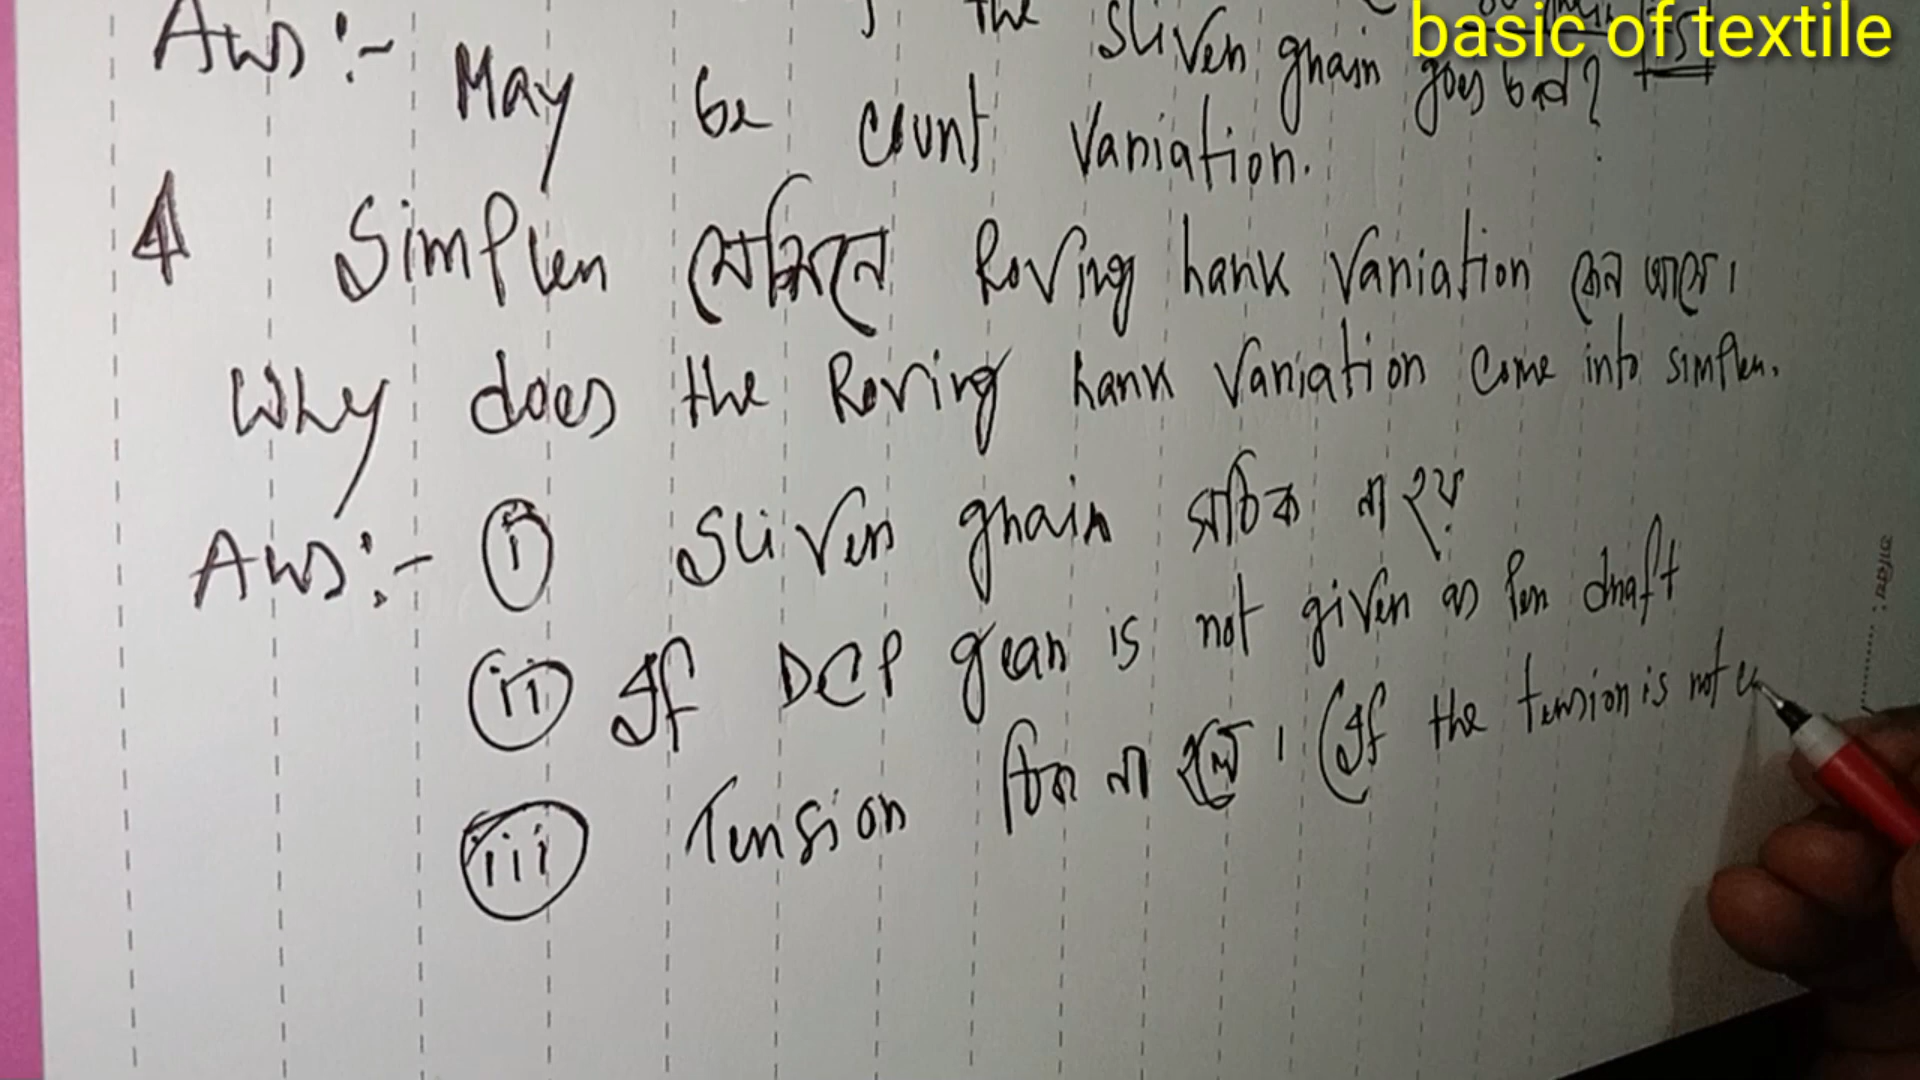 basic of textile
the Sliver grain goes bad?
Ans:- May be count variation.
4 Simplex মেশিনে Roving hank variation কেন আসে।
Why does the Roving hank variation come into simplex.
Ans:- (i) Sliver grain সঠিক না হয়
(ii) If DCP gear is not given as per draft
(iii) Tension ঠিক না হলে। (If the tension is not